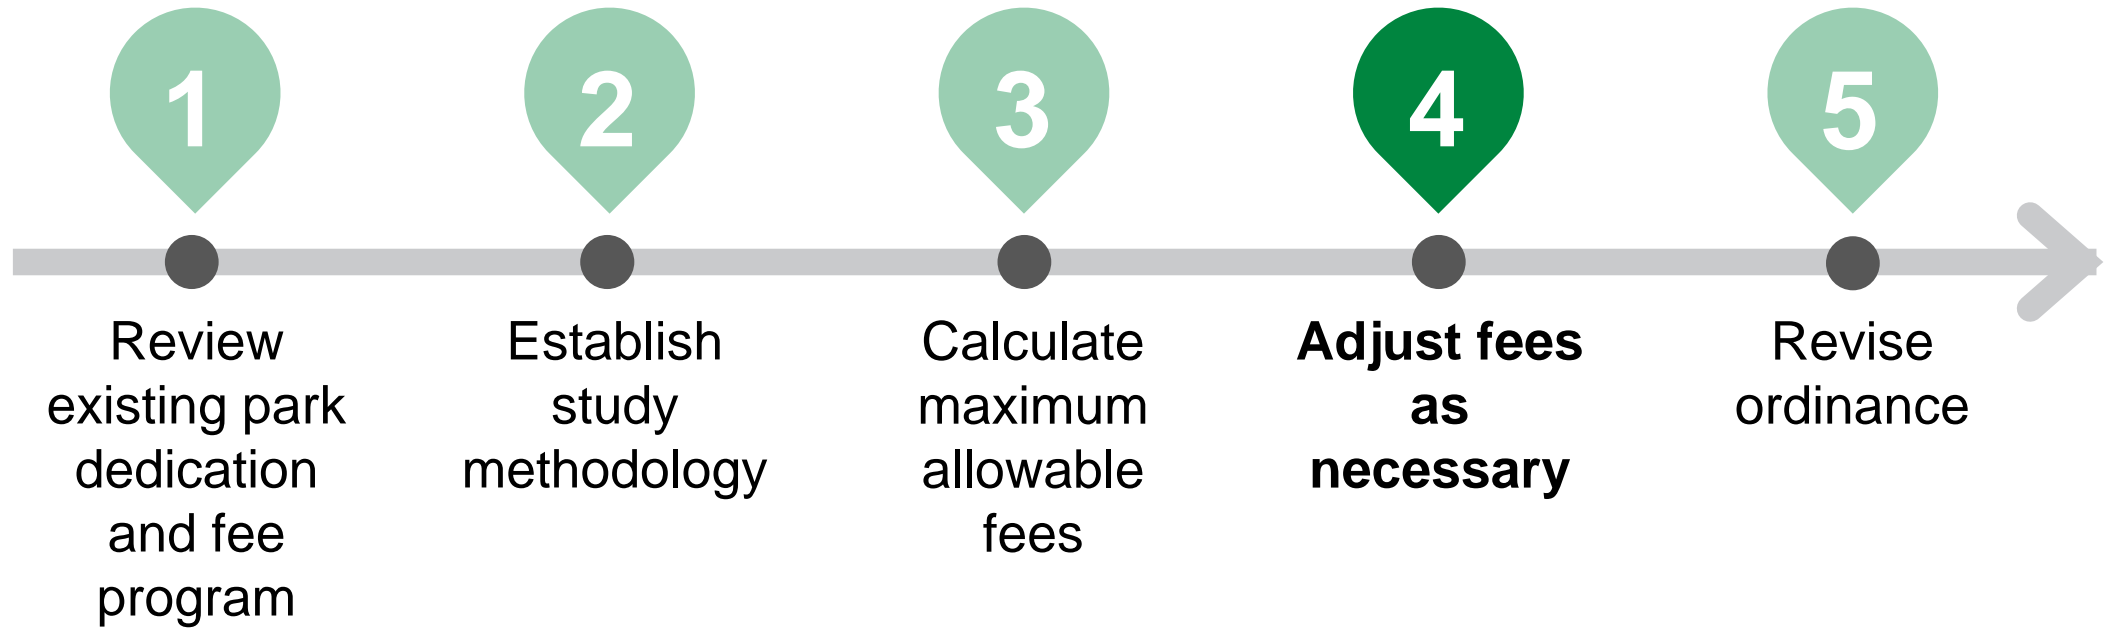 1
2
3
4
5
Review
existing park
dedication
and fee
program
Establish
study
methodology
Calculate
maximum
allowable
fees
Adjust fees
as
necessary
Revise
ordinance